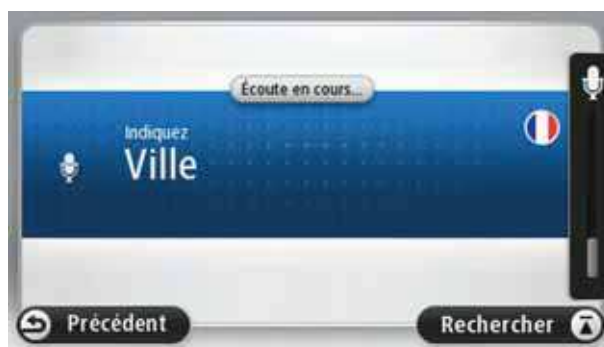 Écoute en cours...
Indiquez
Ville
Précédent
Rechercher